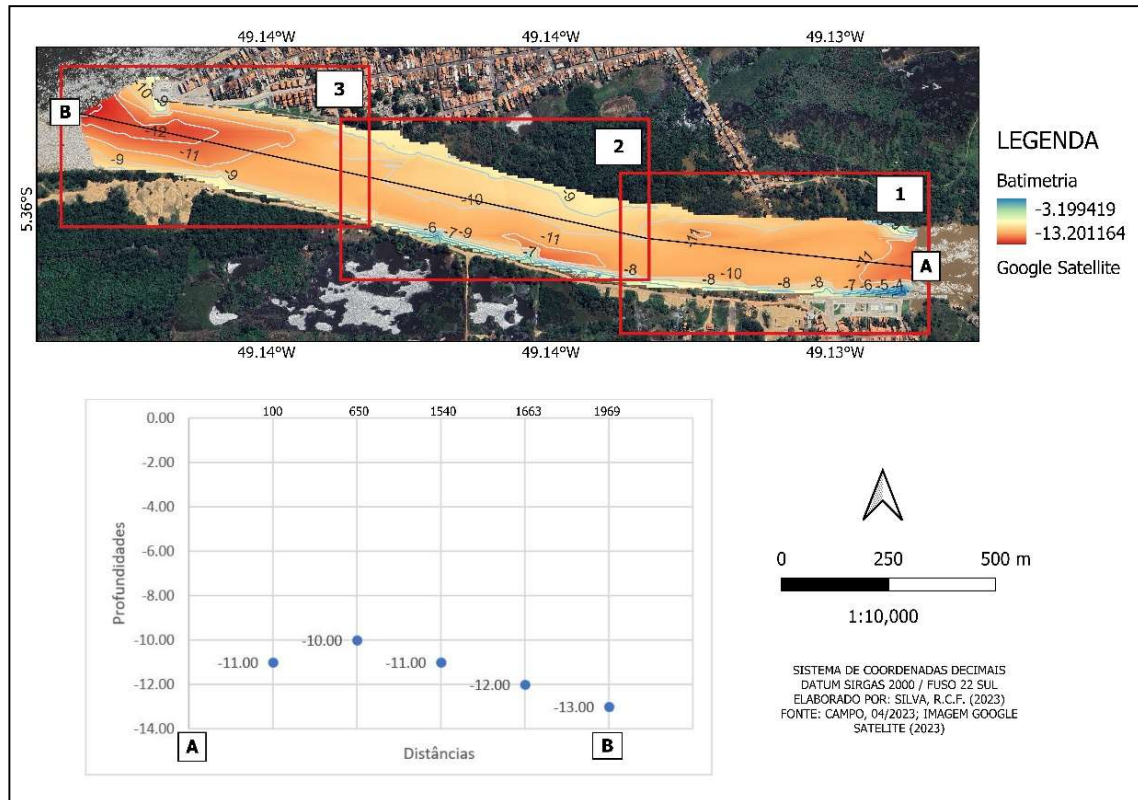 49.14°W 49.14°W 49.13°W
3
B
-10
-9
-12
-11
-9
-9
2
-9
-10
-6
-7
-9
-11
-7
1
-11
-11
A
-8
-8
-10
-8
-8
-7
-6
-5
-4
5.36°S
49.14°W 49.14°W 49.13°W
LEGENDA
Batimetria
-3.199419
-13.201164
Google Satellite
100 650 1540 1663 1969
0.00
-2.00
-4.00
-6.00
-8.00
-10.00
-12.00
-14.00
Profundidades
-11.00
-10.00
-11.00
-12.00
-13.00
A
Distâncias
B
0 250 500 m
1:10,000
SISTEMA DE COORDENADAS DECIMAIS
DATUM SIRGAS 2000 / FUSO 22 SUL
ELABORADO POR: SILVA, R.C.F. (2023)
FONTE: CAMPO, 04/2023; IMAGEM GOOGLE
SATELITE (2023)